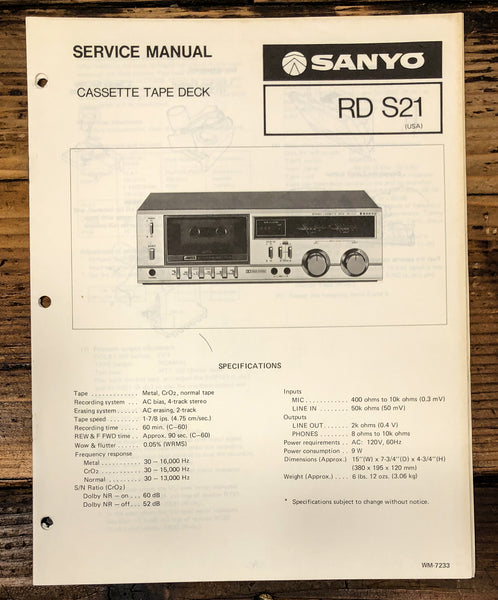 SERVICE MANUAL
SANYO
CASSETTE TAPE DECK
RD S21
(USA)
SPECIFICATIONS
Tape . . . . . . . . . . . . Metal, CrO2, normal tape
Recording system . . . AC bias, 4-track stereo
Erasing system . . . . . AC erasing, 2-track
Tape speed . . . . . . . 1-7/8 ips. (4.75 cm/sec.)
Recording time . . . . . 60 min. (C-60)
REW & F FWD time . . Approx. 90 sec. (C-60)
Wow & flutter . . . . . 0.05% (WRMS)
Frequency response
Metal . . . . . . . . . 30 – 16,000 Hz
CrO2 . . . . . . . . . 30 – 15,000 Hz
Normal . . . . . . . . 30 – 13,000 Hz
S/N Ratio (CrO2)
Dolby NR – on . . . 60 dB
Dolby NR – off . . . 52 dB
Inputs
MIC . . . . . . . . . . 400 ohms to 10k ohms (0.3 mV)
LINE IN . . . . . . . 50k ohms (50 mV)
Outputs
LINE OUT . . . . . . 2k ohms (0.4 V)
PHONES . . . . . . . 8 ohms to 10k ohms
Power requirements . . AC: 120V, 60Hz
Power consumption . . 9 W
Dimensions (Approx.) 15"(W) x 7-3/4"(D) x 4-3/4"(H)
(380 x 195 x 120 mm)
Weight (Approx.) . . . . 6 lbs. 12 ozs. (3.06 kg)
* Specifications subject to change without notice.
WM-7233